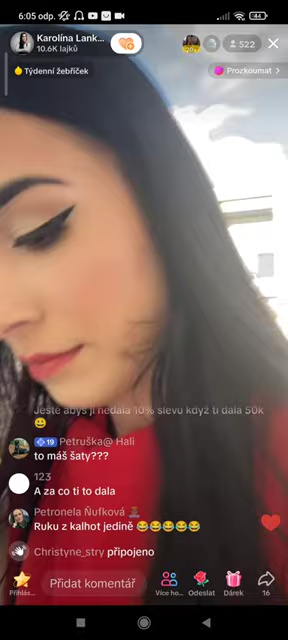 6:05 odp.
44
Karolína Lank...
10.6K lajků
522
Týdenní žebříček
Prozkoumat >
Ještě abys jí nedala 10% slevu když ti dala 50k
😀
19 Petruška@ Hali
to máš šaty???
123
A za co ti to dala
Petronela Ňufková
Ruku z kalhot jedině 😂😂😂😂😂
Christyne_stry připojeno
Přihlás...
Přidat komentář
Více ho...
Odeslat
Dárek
16